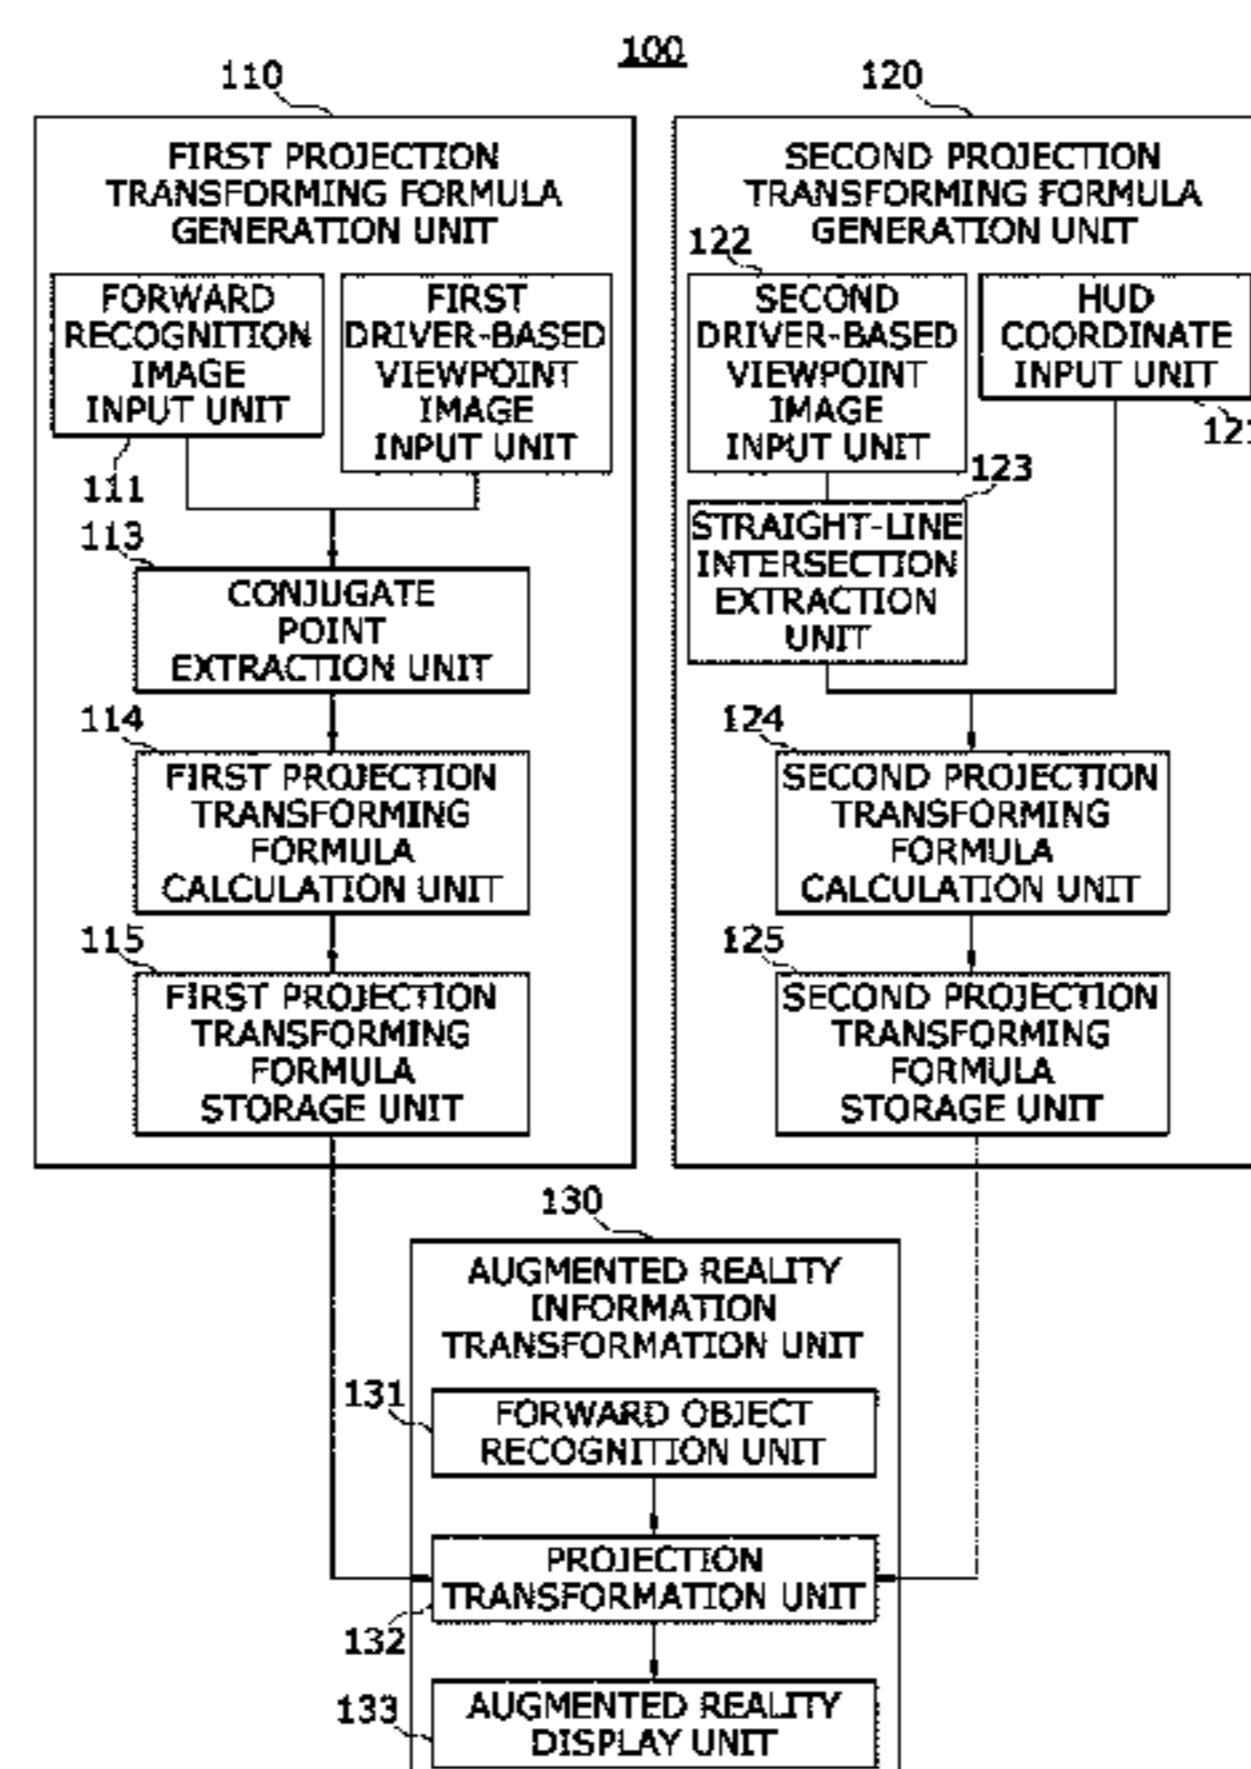 100
110
FIRST PROJECTION
TRANSFORMING FORMULA
GENERATION UNIT
FORWARD
RECOGNITION
IMAGE
INPUT UNIT
111
FIRST
DRIVER-BASED
VIEWPOINT
IMAGE
INPUT UNIT
113
CONJUGATE
POINT
EXTRACTION UNIT
114
FIRST PROJECTION
TRANSFORMING
FORMULA
CALCULATION UNIT
115
FIRST PROJECTION
TRANSFORMING
FORMULA
STORAGE UNIT
120
SECOND PROJECTION
TRANSFORMING FORMULA
GENERATION UNIT
122
SECOND
DRIVER-BASED
VIEWPOINT
IMAGE
INPUT UNIT
HUD
COORDINATE
INPUT UNIT
121
123
STRAIGHT-LINE
INTERSECTION
EXTRACTION
UNIT
124
SECOND PROJECTION
TRANSFORMING
FORMULA
CALCULATION UNIT
125
SECOND PROJECTION
TRANSFORMING
FORMULA
STORAGE UNIT
130
AUGMENTED REALITY
INFORMATION
TRANSFORMATION UNIT
131
FORWARD OBJECT
RECOGNITION UNIT
PROJECTION
TRANSFORMATION UNIT
132
133
AUGMENTED REALITY
DISPLAY UNIT